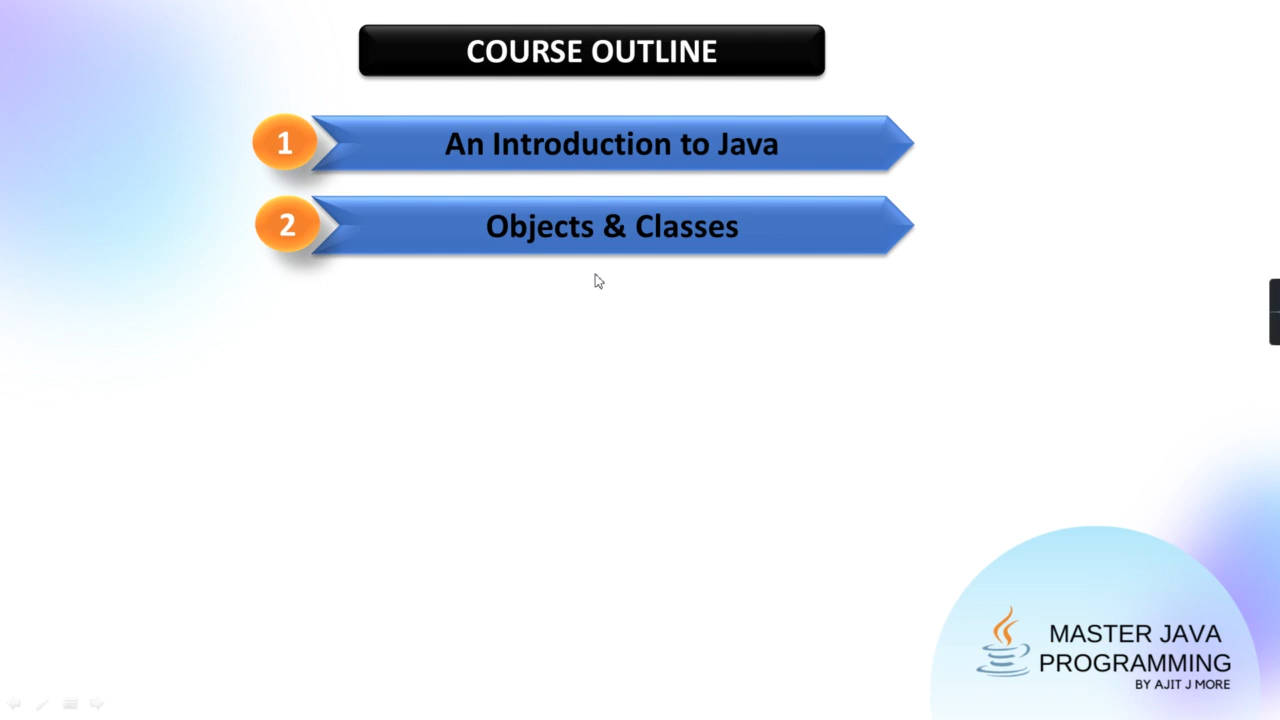 COURSE OUTLINE
1 An Introduction to Java
2 Objects & Classes
MASTER JAVA
PROGRAMMING
BY AJIT J MORE